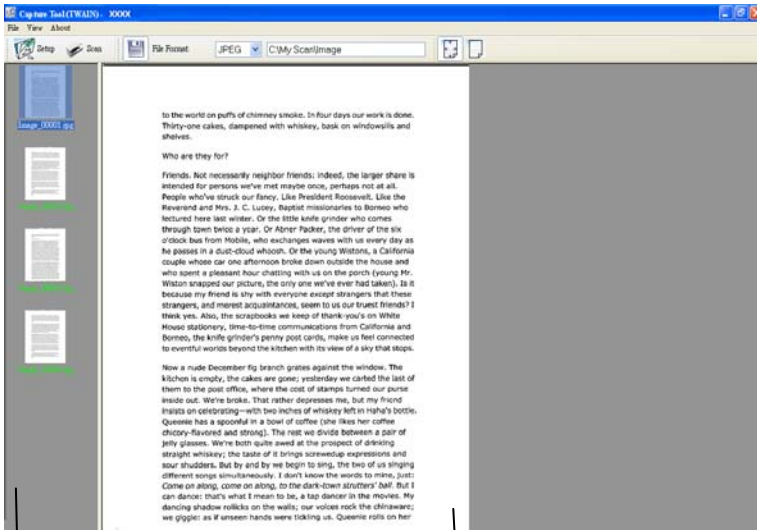 Capture Tool(TWAIN) - XXXX
File View About
Setup Scan File Format JPEG C:\My Scan\Image
Image_00001.jpg
to the world on puffs of chimney smoke. In four days our work is done.
Thirty-one cakes, dampened with whiskey, bask on windowsills and
shelves.
Who are they for?
Friends. Not necessarily neighbor friends: indeed, the larger share is
intended for persons we've met maybe once, perhaps not at all.
People who've struck our fancy. Like President Roosevelt. Like the
Reverend and Mrs. J. C. Lucey, Baptist missionaries to Borneo who
lectured here last winter. Or the little knife grinder who comes
through town twice a year. Or Abner Packer, the driver of the six
o'clock bus from Mobile, who exchanges waves with us every day as
he passes in a dust-cloud whoosh. Or the young Wistons, a California
couple whose car one afternoon broke down outside the house and
who spent a pleasant hour chatting with us on the porch (young Mr.
Wiston snapped our picture, the only one we've ever had taken). Is it
because my friend is shy with everyone except strangers that these
strangers, and merest acquaintances, seem to us our truest friends? I
think yes. Also, the scrapbooks we keep of thank-you's on White
House stationery, time-to-time communications from California and
Borneo, the knife grinder's penny post cards, make us feel connected
to eventful worlds beyond the kitchen with its view of a sky that stops.
Now a nude December fig branch grates against the window. The
kitchen is empty, the cakes are gone; yesterday we carted the last of
them to the post office, where the cost of stamps turned our purse
inside out. We're broke. That rather depresses me, but my friend
insists on celebrating—with two inches of whiskey left in Haha's bottle.
Queenie has a spoonful in a bowl of coffee (she likes her coffee
chicory-flavored and strong). The rest we divide between a pair of
jelly glasses. We're both quite awed at the prospect of drinking
straight whiskey; the taste of it brings screwedup expressions and
sour shudders. But by and by we begin to sing, the two of us singing
different songs simultaneously. I don't know the words to mine, just:
Come on along, come on along, to the dark-town strutters' ball. But I
can dance: that's what I mean to be, a tap dancer in the movies. My
dancing shadow rollicks on the walls; our voices rock the chinaware;
we giggle: as if unseen hands were tickling us. Queenie rolls on her